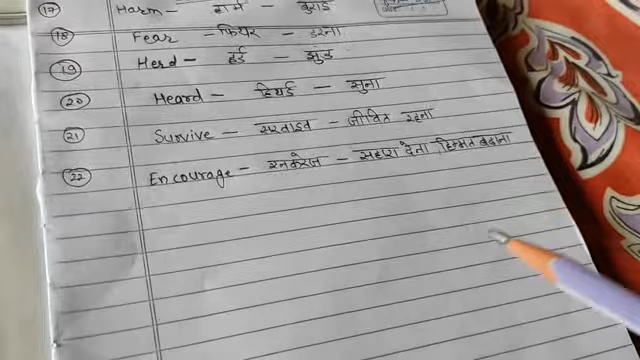 17 Harm - हार्म - बुराई
18 Fear - फियर - डरना
19 Herd - हर्ड - झुंड
20 Heard - हियर्ड - सुना
21 Survive - सरवाइव - जीवित रहना
22 Encourage - इनकरेज - सहारा देना, हिम्मत बढ़ाना